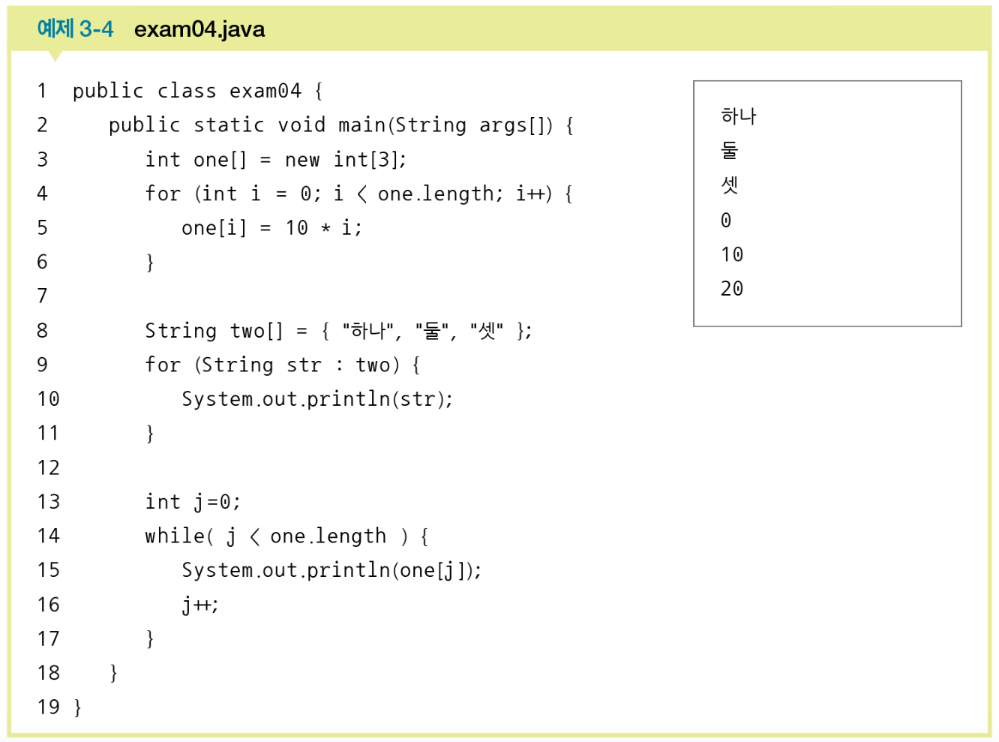 예제 3-4 exam04.java
1 public class exam04 {
2 public static void main(String args[]) {
3 int one[] = new int[3];
4 for (int i = 0; i < one.length; i++) {
5 one[i] = 10 * i;
6 }
7
8 String two[] = { "하나", "둘", "셋" };
9 for (String str : two) {
10 System.out.println(str);
11 }
12
13 int j=0;
14 while( j < one.length ) {
15 System.out.println(one[j]);
16 j++;
17 }
18 }
19 }
하나
둘
셋
0
10
20